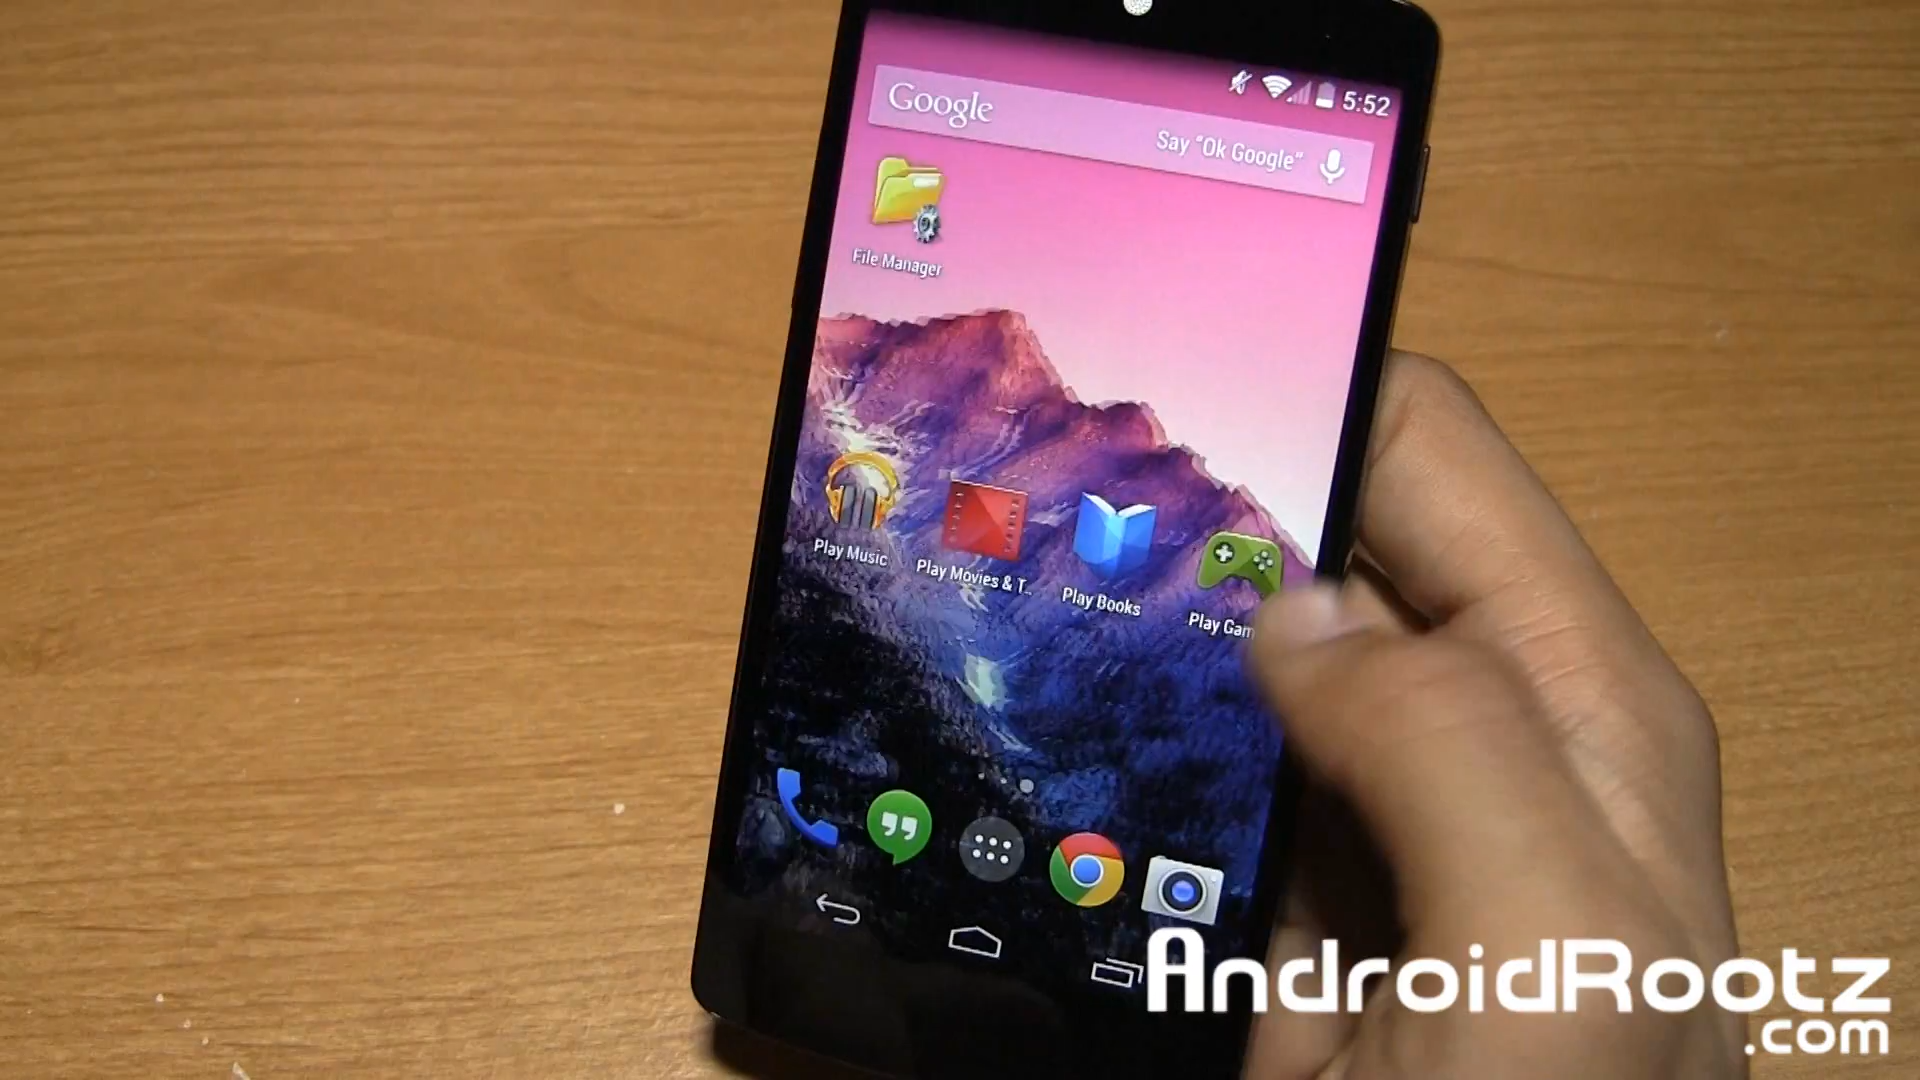 5:52
Google
Say "Ok Google"
File Manager
Play Music
Play Movies & T...
Play Books
Play Gam
AndroidRootz
.com